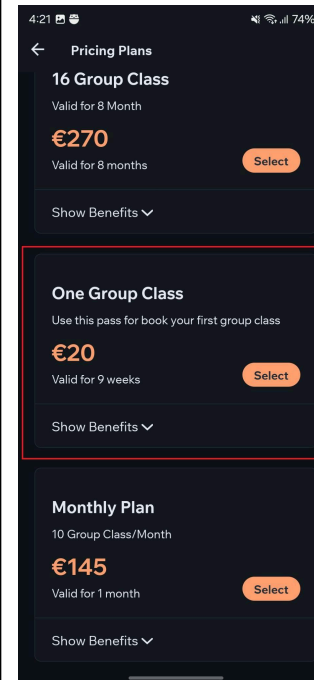 4:21 74%
Pricing Plans
16 Group Class
Valid for 8 Month
€270
Valid for 8 months
Select
Show Benefits
One Group Class
Use this pass for book your first group class
€20
Valid for 9 weeks
Select
Show Benefits
Monthly Plan
10 Group Class/Month
€145
Valid for 1 month
Select
Show Benefits